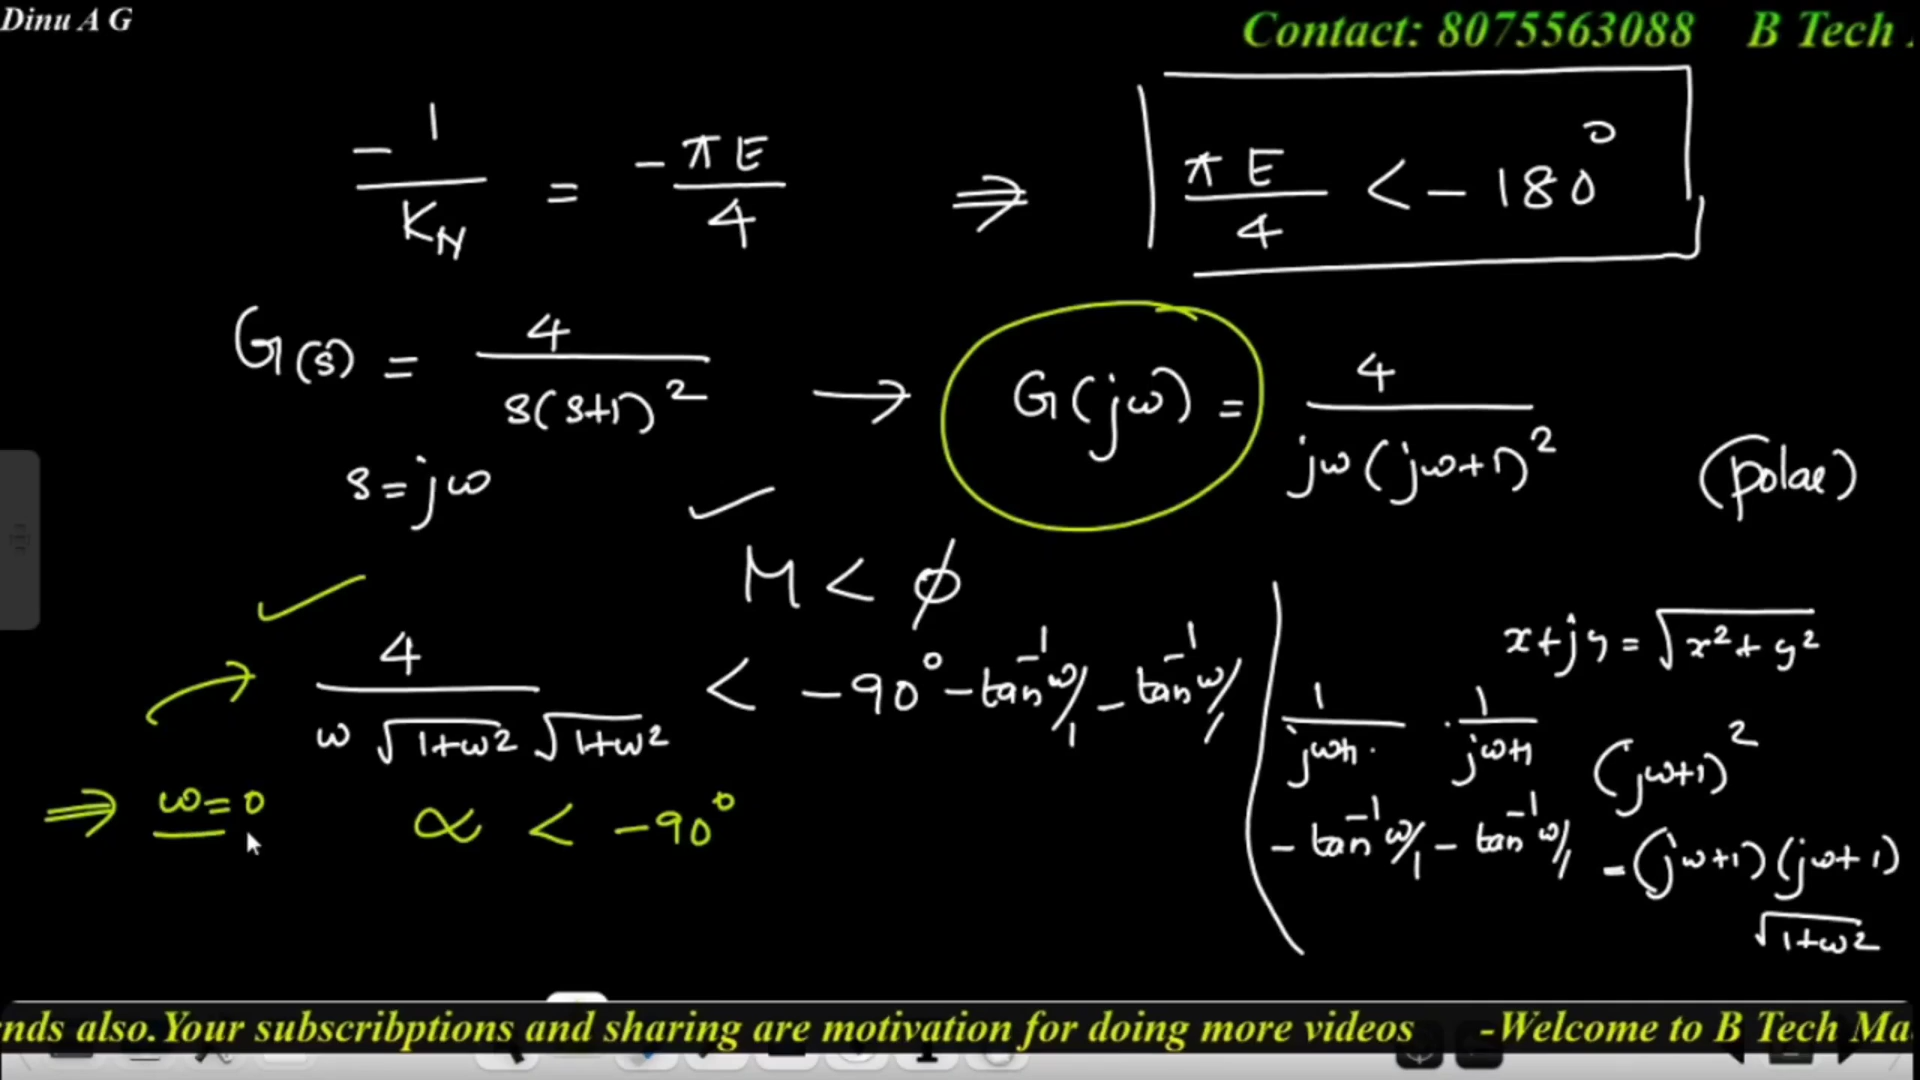 Dinu A G
Contact: 8075563088 B Tech
-1/K_N = -πE/4 ⇒ πE/4 < -180°
G(s) = 4/s(s+1)² → G(jω) = 4/jω(jω+1)² (polar)
s=jω
M < φ
4/ω√1+ω² √1+ω² < -90° - tan⁻¹ω/1 - tan⁻¹ω/1
⇒ ω=0 ∝ < -90°
x+jy = √x²+y²
1/jω+1 · 1/jω+1 (jω+1)²
- tan⁻¹ω/1 - tan⁻¹ω/1 = (jω+1)(jω+1)
√1+ω²
nds also.Your subscribptions and sharing are motivation for doing more videos -Welcome to B Tech Ma